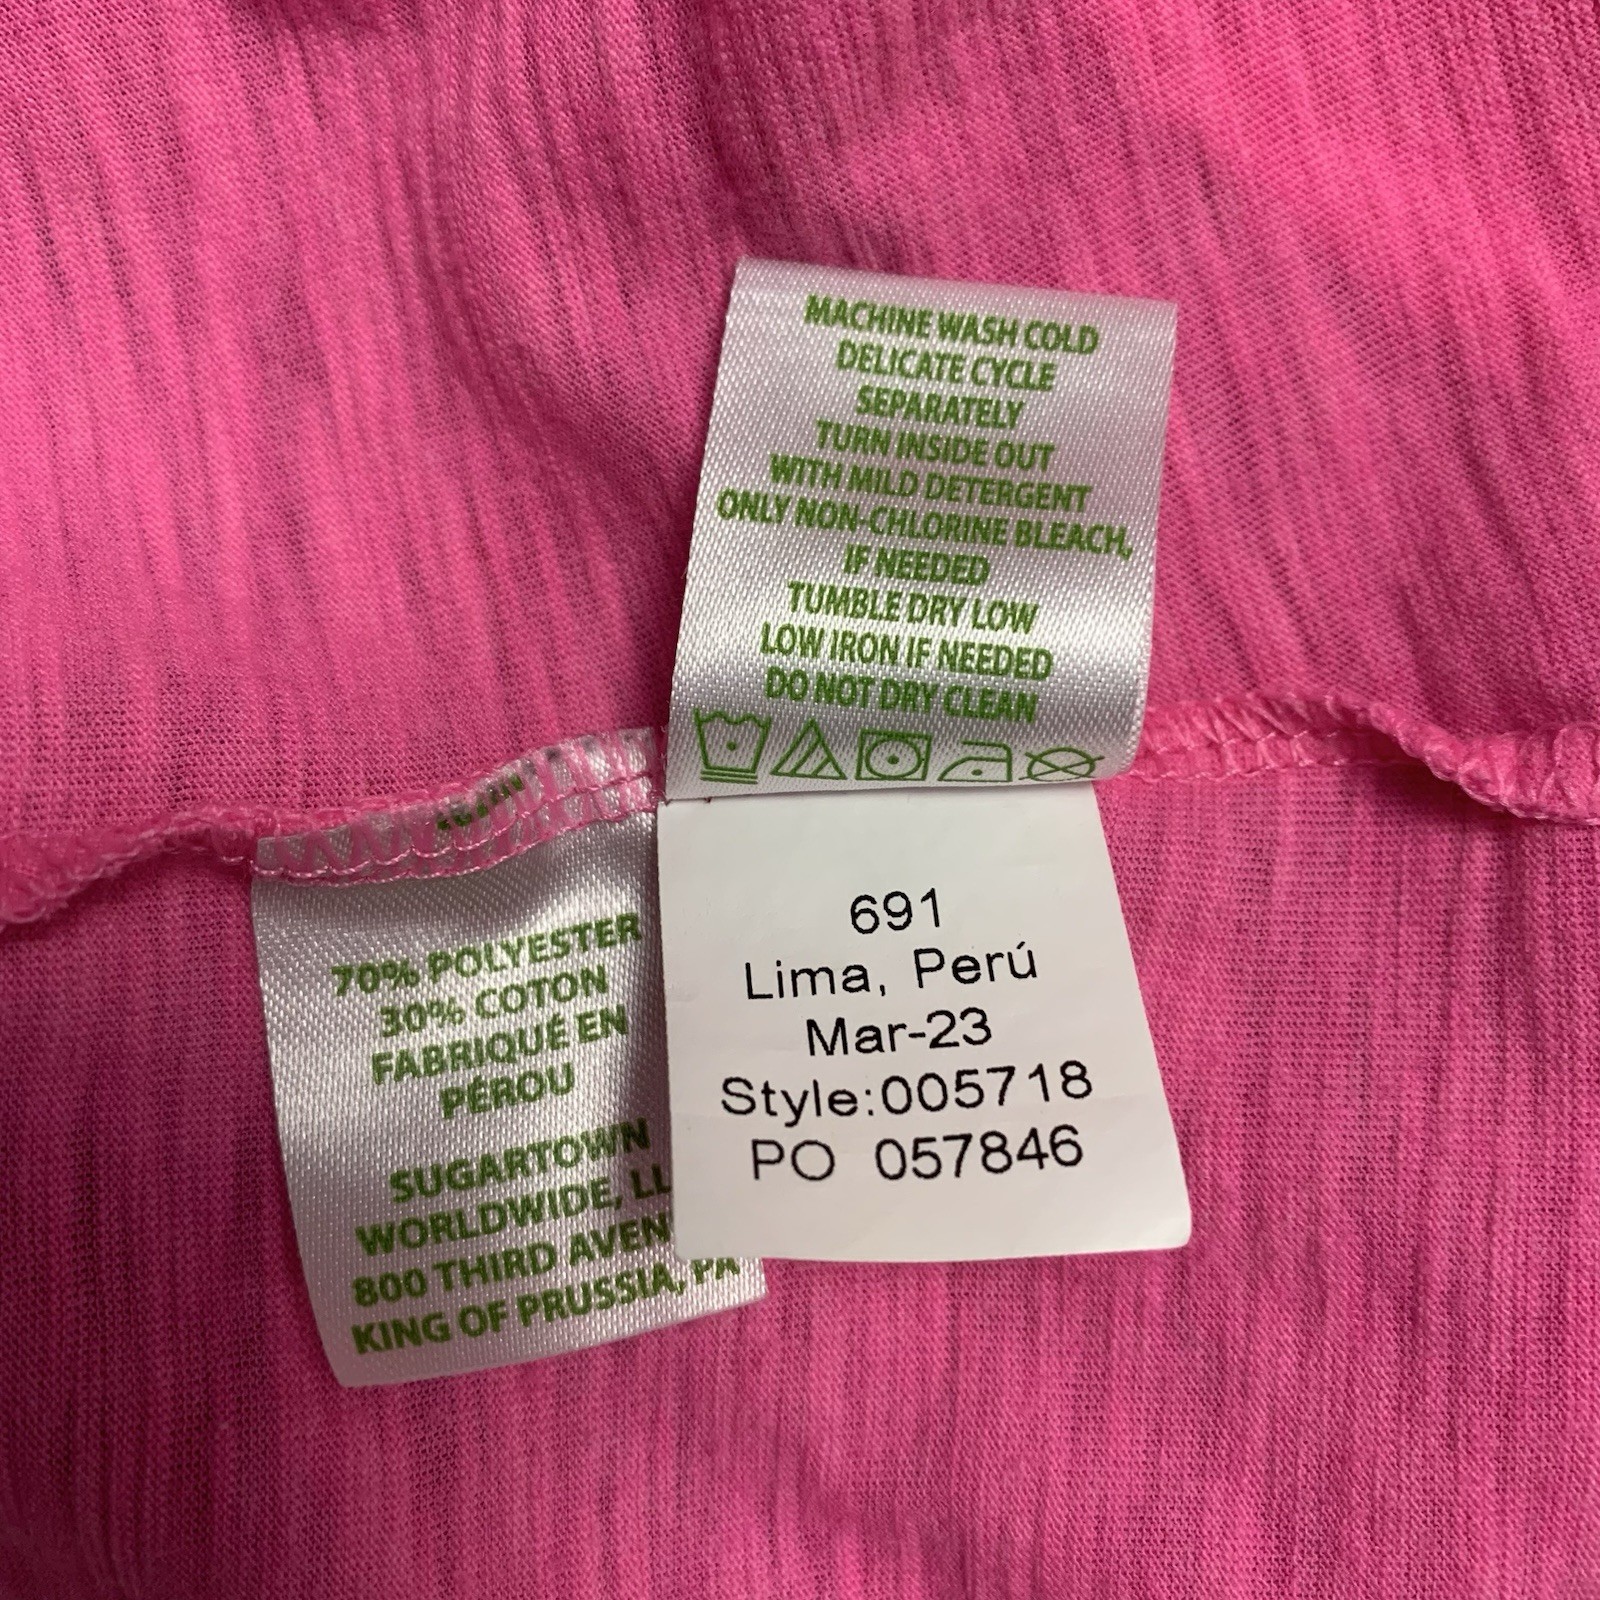 MACHINE WASH COLD
DELICATE CYCLE
SEPARATELY
TURN INSIDE OUT
WITH MILD DETERGENT
ONLY NON-CHLORINE BLEACH,
IF NEEDED
TUMBLE DRY LOW
LOW IRON IF NEEDED
DO NOT DRY CLEAN
70% POLYESTER
30% COTON
FABRIQUÉ EN
PÉROU
SUGARTOWN
WORLDWIDE,
800 THIRD
KING OF PRUSSIA, PA
691
Lima, Perú
Mar-23
Style:005718
PO 057846